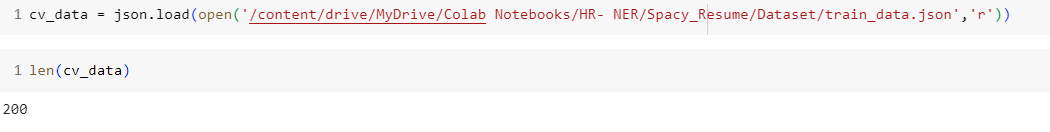 1 cv_data = json.load(open('/content/drive/MyDrive/Colab Notebooks/HR- NER/Spacy_Resume/Dataset/train_data.json','r'))
1 len(cv_data)
200